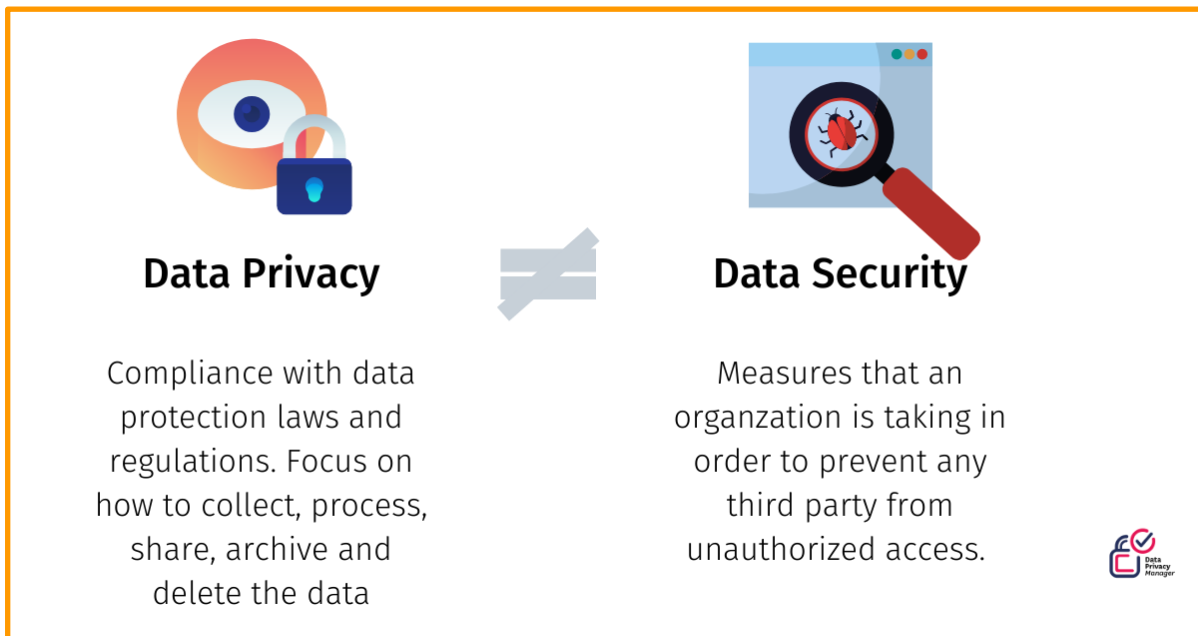 Data Privacy
Compliance with data
protection laws and
regulations. Focus on
how to collect, process,
share, archive and
delete the data
≠
Data Security
Measures that an
organzation is taking in
order to prevent any
third party from
unauthorized access.
Data
Privacy
Manager